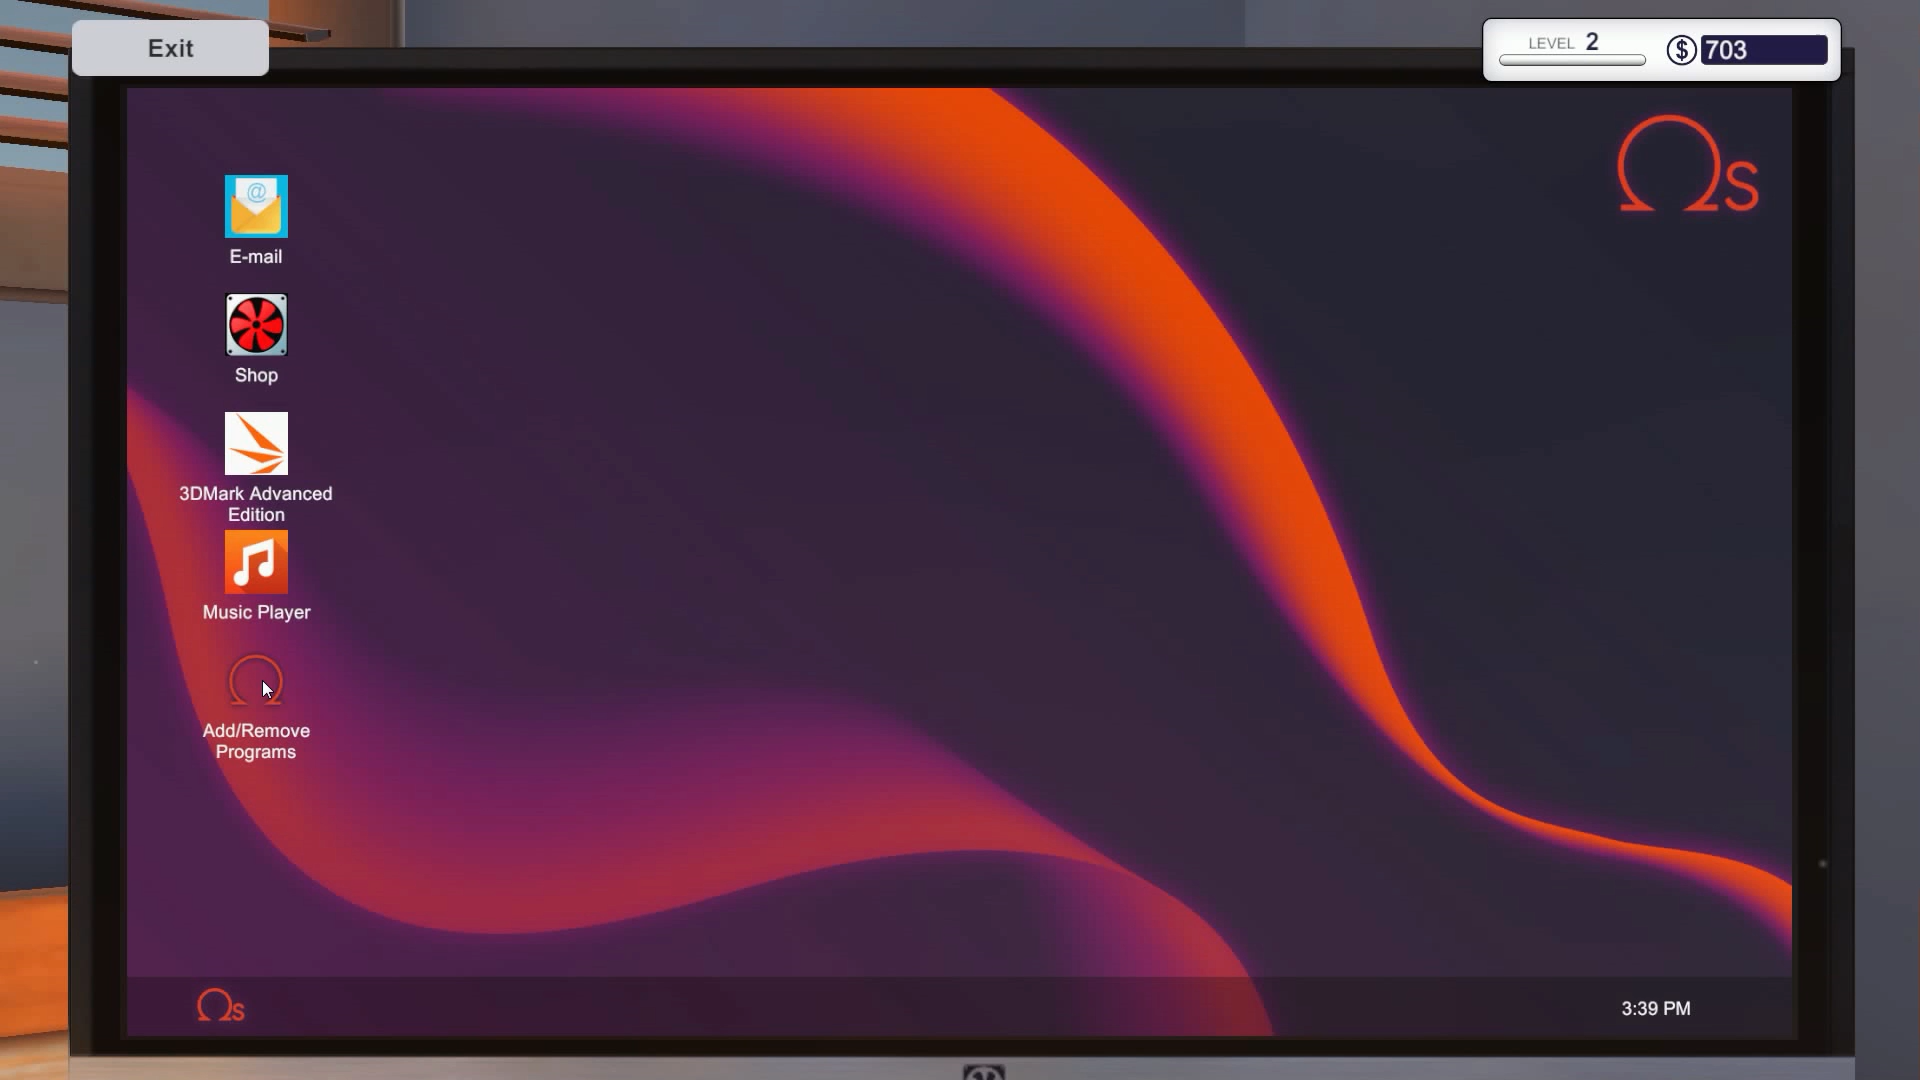 Exit
LEVEL 2
$ 703
Ωs
E-mail
Shop
3DMark Advanced
Edition
Music Player
Add/Remove
Programs
Ωs
3:39 PM